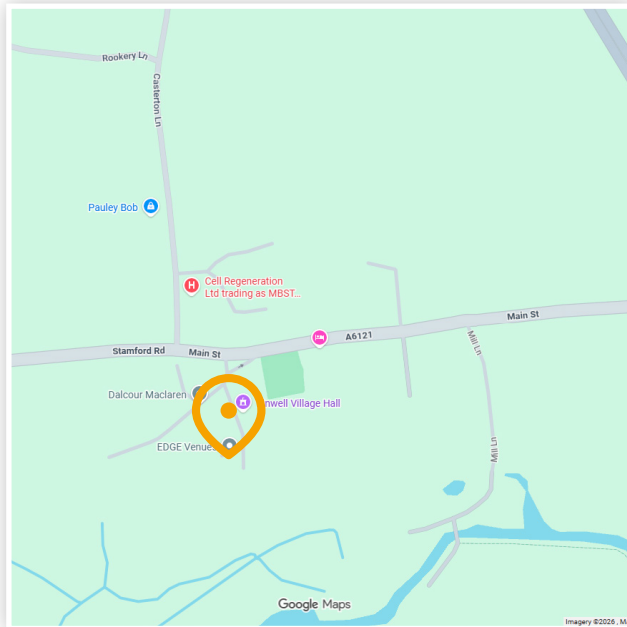 Rookery Ln
Casterton Ln
Pauley Bob
Cell Regeneration
Ltd trading as MBST...
Main St
A6121
Mill Ln
Stamford Rd
Main St
Dalcour Maclaren
nwell Village Hall
EDGE Venues
Mill Ln
Google Maps
Imagery ©2026 , M